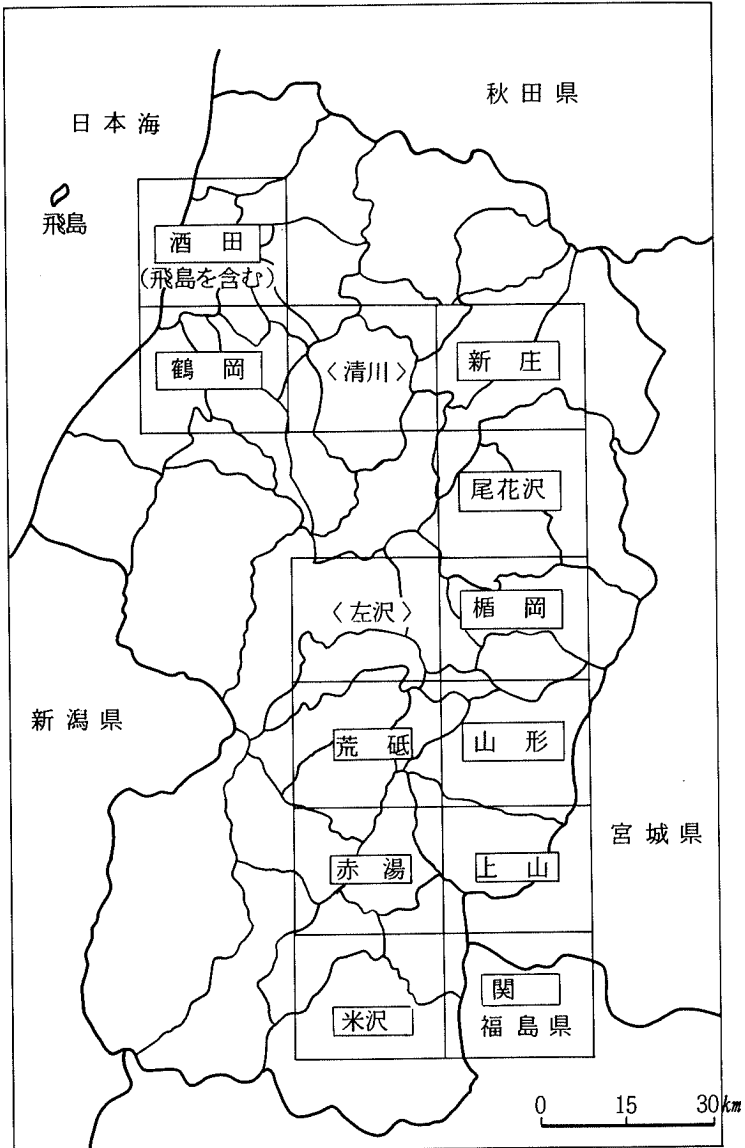 秋田県
日本海
飛島
酒田
(飛島を含む)
鶴岡
〈清川〉
新庄
尾花沢
〈左沢〉
楯岡
新潟県
荒砥
山形
宮城県
赤湯
上山
米沢
関
福島県
0 15 30km